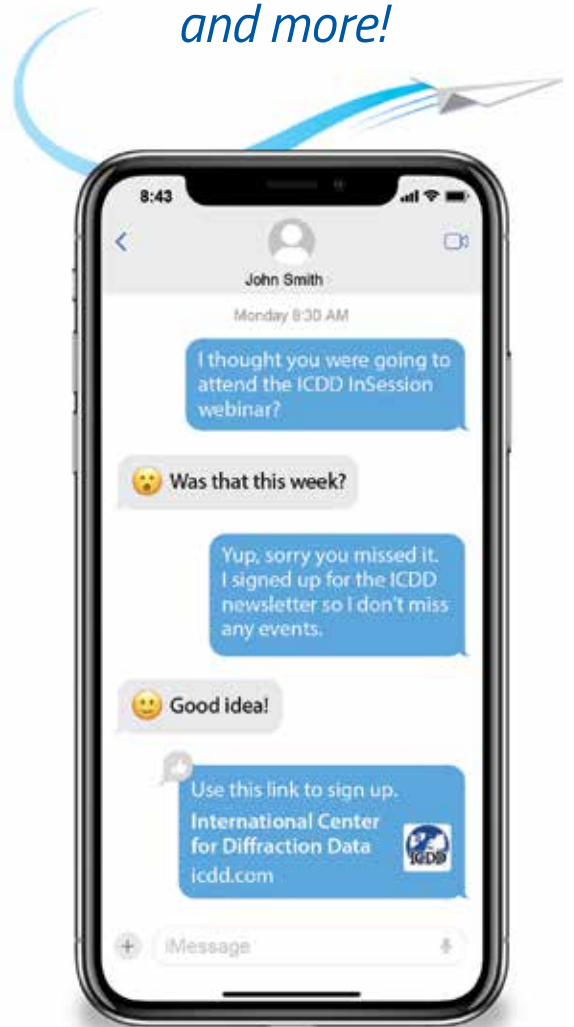 and more!
8:43
John Smith
Monday 8:30 AM
I thought you were going to
attend the ICDD InSession
webinar?
😮 Was that this week?
Yup, sorry you missed it.
I signed up for the ICDD
newsletter so I don't miss
any events.
🙂 Good idea!
Use this link to sign up.
International Center
for Diffraction Data
icdd.com
ICDD
iMessage